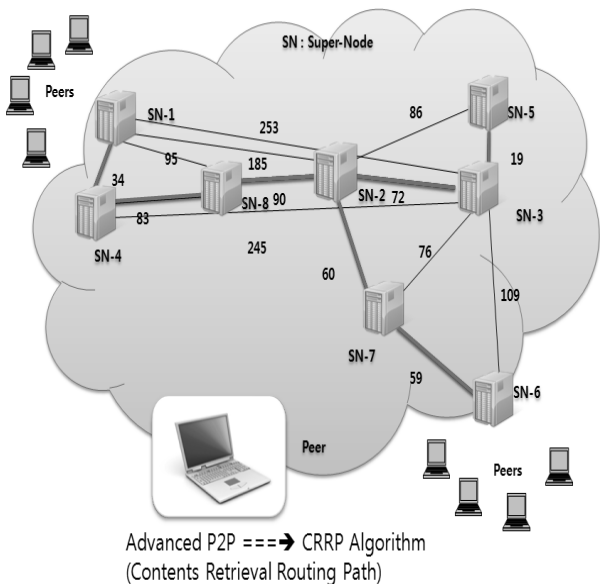 SN : Super-Node
Peers
SN-1
SN-5
86
253
95
185
19
34
SN-8
90
SN-2
72
SN-3
83
SN-4
245
76
60
109
SN-7
59
SN-6
Peer
Peers
Advanced P2P ===➔ CRRP Algorithm
(Contents Retrieval Routing Path)